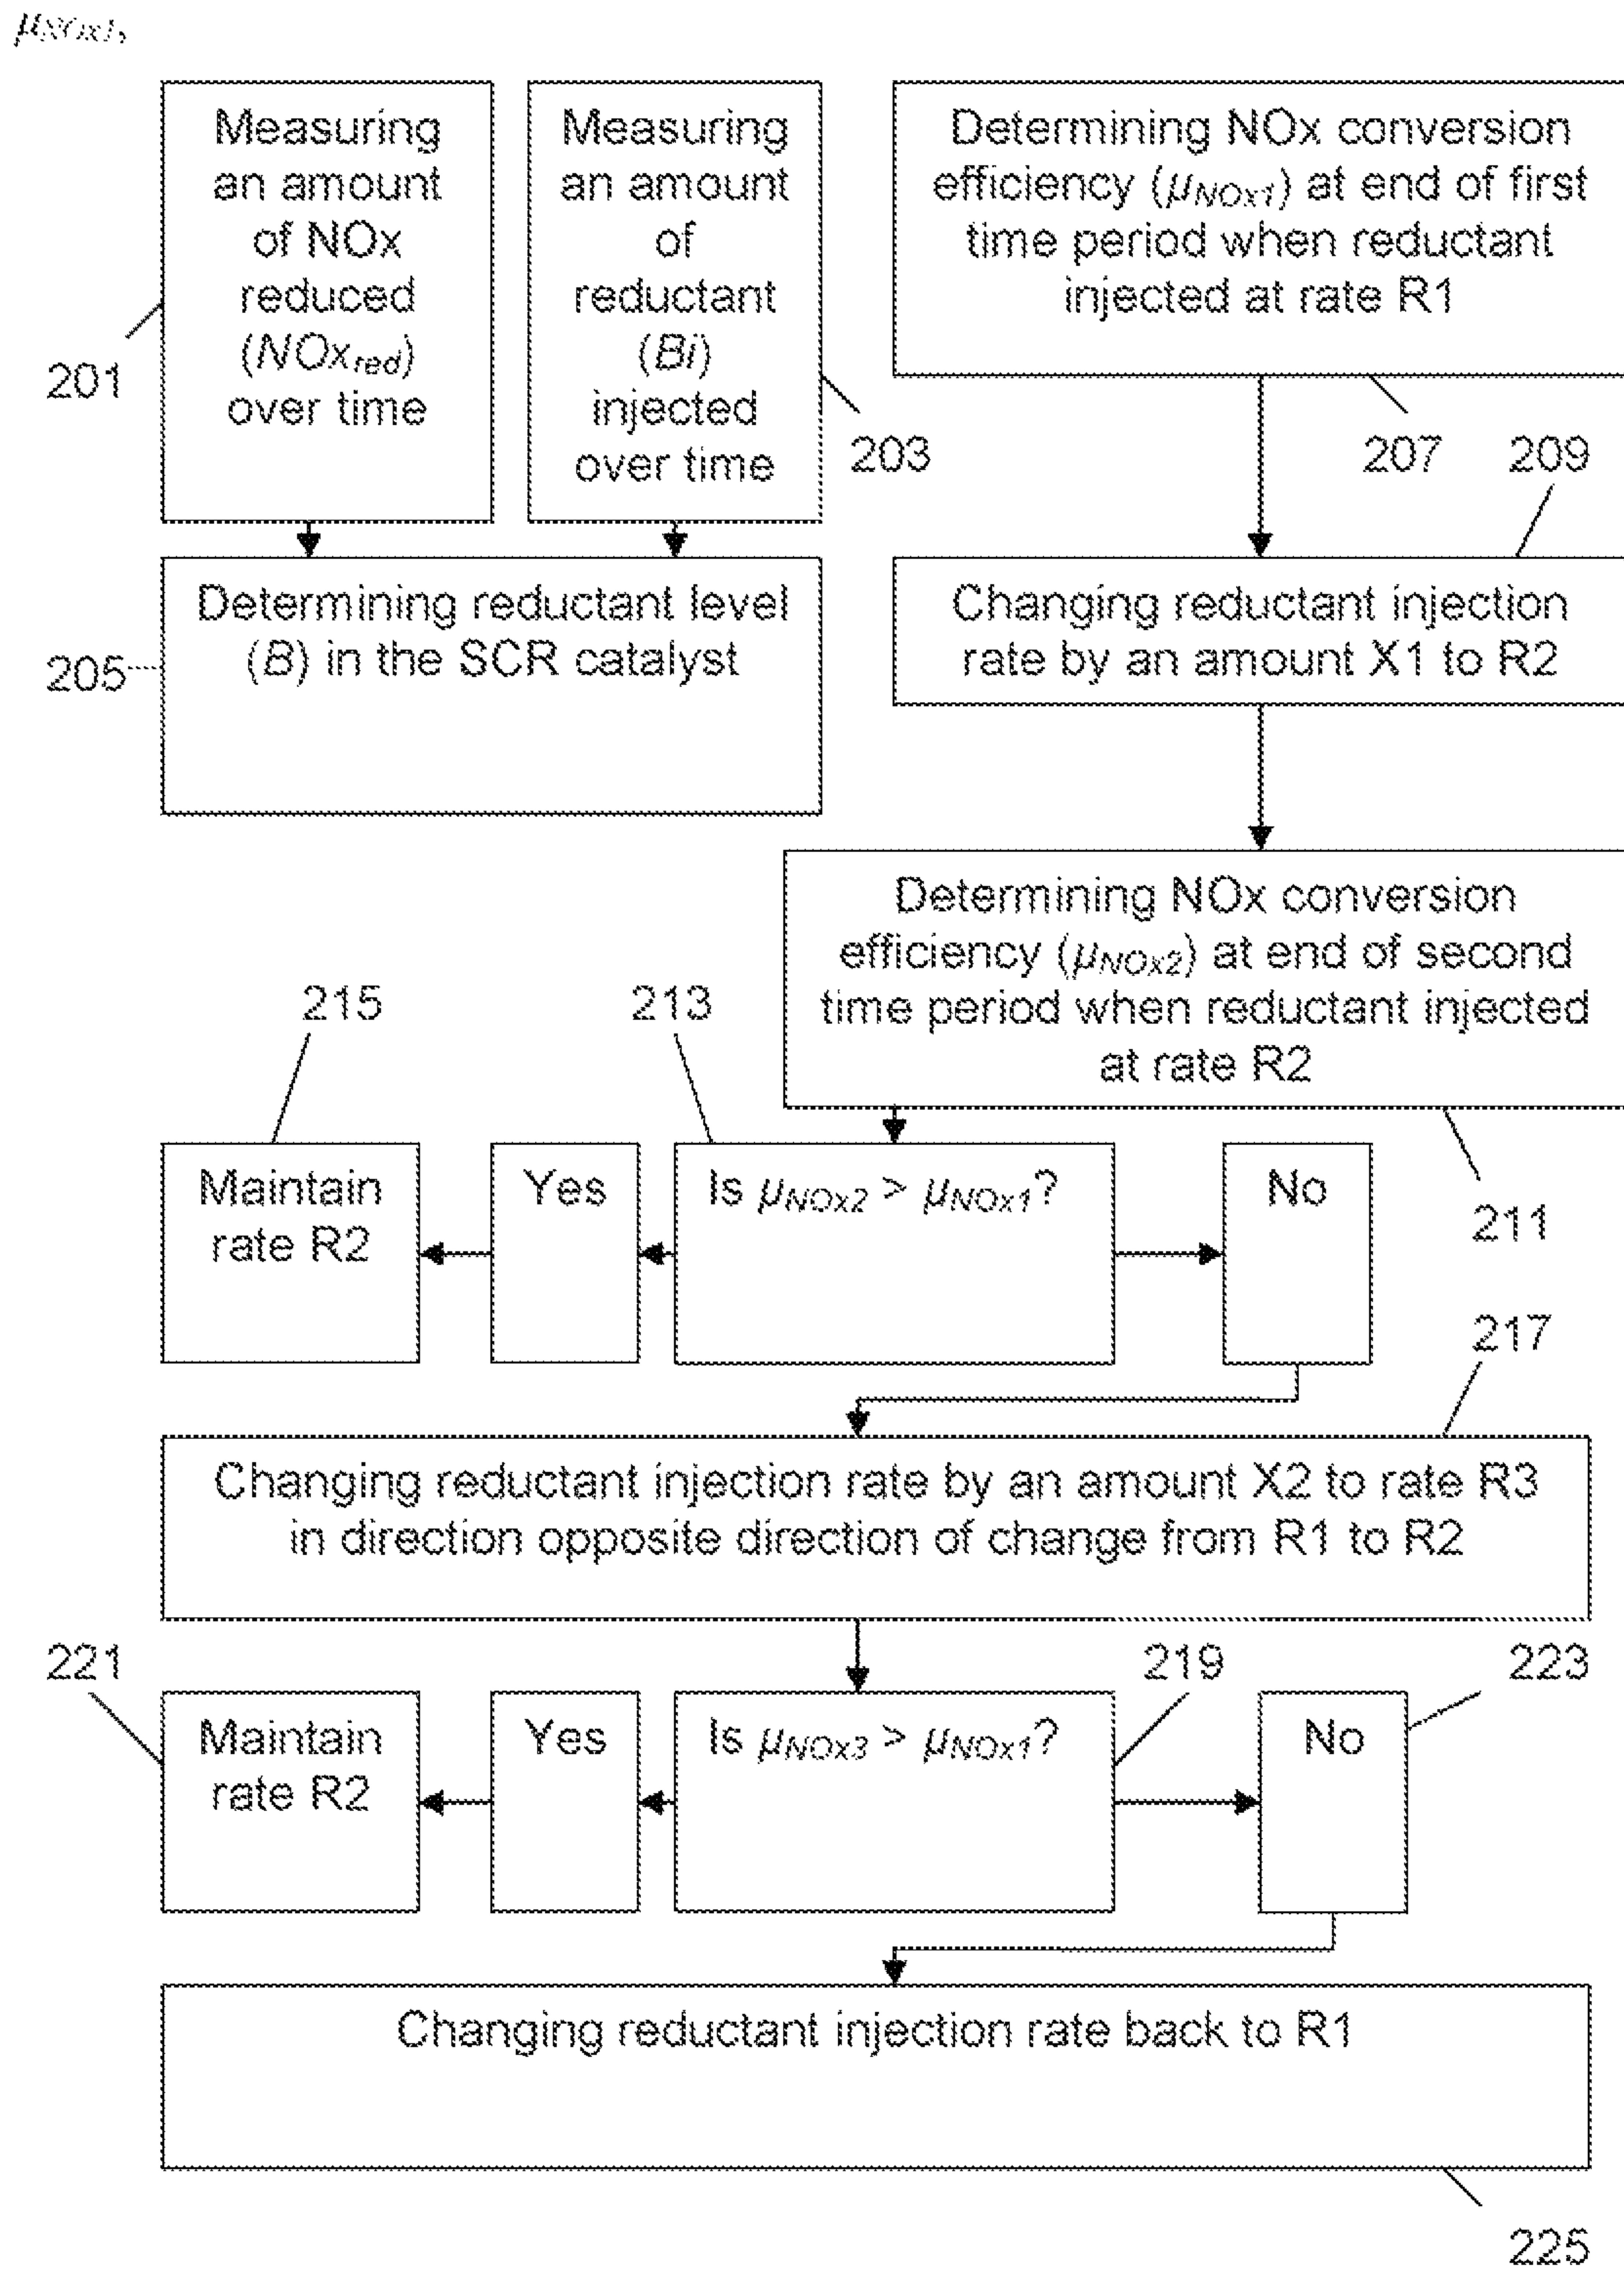 μNOx1,
Measuring
an amount
of NOx
reduced
(NOxred)
over time
201
Measuring
an amount
of
reductant
(Bi)
injected
over time
203
Determining reductant level
(B) in the SCR catalyst
205
Determining NOx conversion
efficiency (μNOx1) at end of first
time period when reductant
injected at rate R1
207
209
Changing reductant injection
rate by an amount X1 to R2
Determining NOx conversion
efficiency (μNOx2) at end of second
time period when reductant injected
at rate R2
211
215
213
Maintain
rate R2
Yes
Is μNOx2 > μNOx1?
No
217
Changing reductant injection rate by an amount X2 to rate R3
in direction opposite direction of change from R1 to R2
221
219
223
Maintain
rate R2
Yes
Is μNOx3 > μNOx1?
No
Changing reductant injection rate back to R1
225